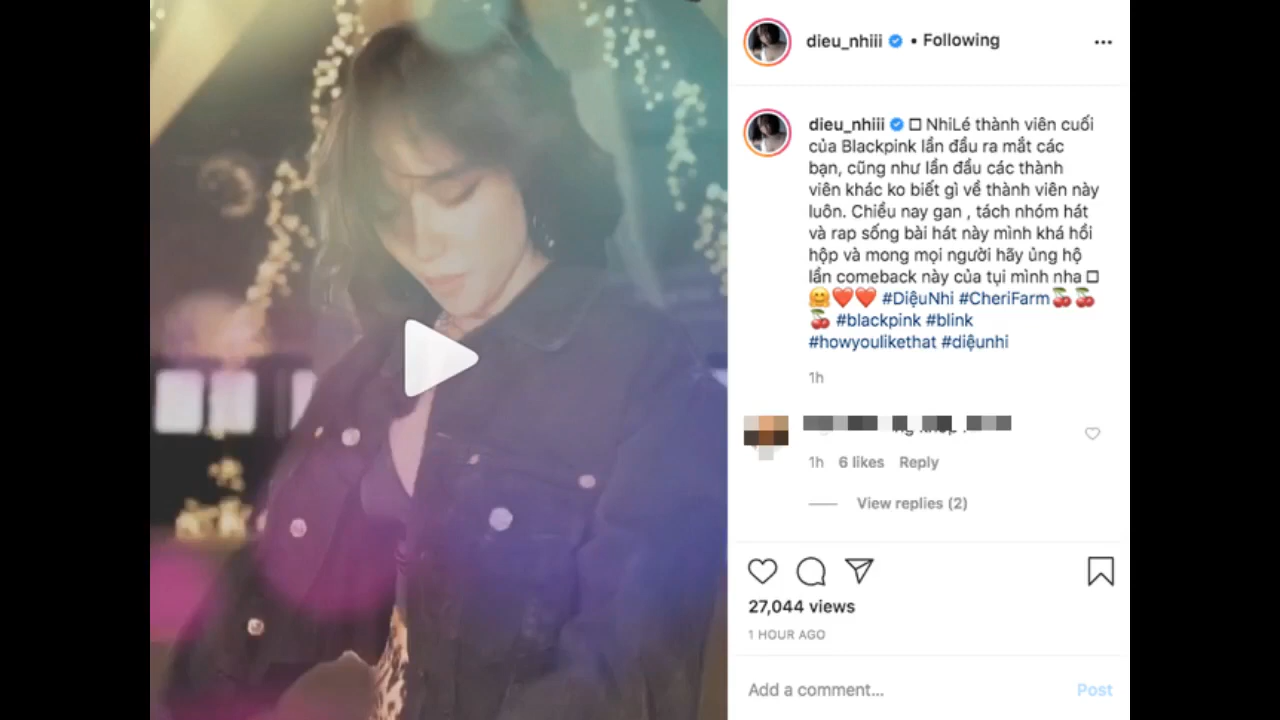 dieu_nhiii • Following
dieu_nhiii NhiLé thành viên cuối
của Blackpink lần đầu ra mắt các
bạn, cũng như lần đầu các thành
viên khác ko biết gì về thành viên này
luôn. Chiều nay gan , tách nhóm hát
và rap sống bài hát này mình khá hồi
hộp và mong mọi người hãy ủng hộ
lần comeback này của tụi mình nha
🤗❤️❤️ #DiệuNhi #CheriFarm🍒🍒
🍒 #blackpink #blink
#howyoulikethat #diệunhi
1h
1h 6 likes Reply
View replies (2)
27,044 views
1 HOUR AGO
Add a comment... Post